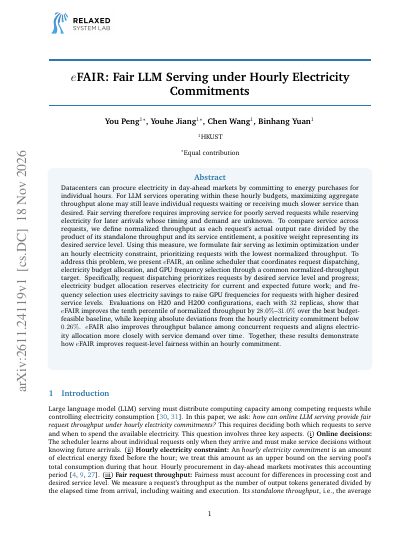 RELAXED
SYSTEM LAB
eFAIR: Fair LLM Serving under Hourly Electricity
Commitments
You Peng¹*, Youhe Jiang¹*, Chen Wang¹, Binhang Yuan¹
¹HKUST
*Equal contribution
arXiv:2611.24119v1 [cs.DC] 18 Nov 2026
Abstract
Datacenters can procure electricity in day-ahead markets by committing to energy purchases for
individual hours. For LLM services operating within these hourly budgets, maximizing aggregate
throughput alone may still leave individual requests waiting or receiving much slower service than
desired. Fair serving therefore requires improving service for poorly served requests while reserving
electricity for later arrivals whose timing and demand are unknown. To compare service across
requests, we define normalized throughput as each request's actual output rate divided by the
product of its standalone throughput and its service entitlement, a positive weight representing its
desired service level. Using this measure, we formulate fair serving as leximin optimization under
an hourly electricity constraint, prioritizing requests with the lowest normalized throughput. To
address this problem, we present eFAIR, an online scheduler that coordinates request dispatching,
electricity budget allocation, and GPU frequency selection through a common normalized-throughput
target. Specifically, request dispatching prioritizes requests by desired service level and progress;
electricity budget allocation reserves electricity for current and expected future work; and fre-
quency selection uses electricity savings to raise GPU frequencies for requests with higher desired
service levels. Evaluations on H20 and H200 configurations, each with 32 replicas, show that
eFAIR improves the tenth percentile of normalized throughput by 28.0%–31.0% over the best budget-
feasible baseline, while keeping absolute deviations from the hourly electricity commitment below
0.26%. eFAIR also improves throughput balance among concurrent requests and aligns electric-
ity allocation more closely with service demand over time. Together, these results demonstrate
how eFAIR improves request-level fairness within an hourly commitment.
1 Introduction
Large language model (LLM) serving must distribute computing capacity among competing requests while
controlling electricity consumption [30, 31]. In this paper, we ask: how can online LLM serving provide fair
request throughput under hourly electricity commitments? This requires deciding both which requests to serve
and when to spend the available electricity. This question involves three key aspects. (i) Online decisions:
The scheduler learns about individual requests only when they arrive and must make service decisions without
knowing future arrivals. (ii) Hourly electricity constraint: An hourly electricity commitment is an amount
of electrical energy fixed before the hour; we treat this amount as an upper bound on the serving pool's
total consumption during that hour. Hourly procurement in day-ahead markets motivates this accounting
period [4, 9, 27]. (iii) Fair request throughput: Fairness must account for differences in processing cost and
desired service level. We measure a request's throughput as the number of output tokens generated divided by
the elapsed time from arrival, including waiting and execution. Its standalone throughput, i.e., the average
1